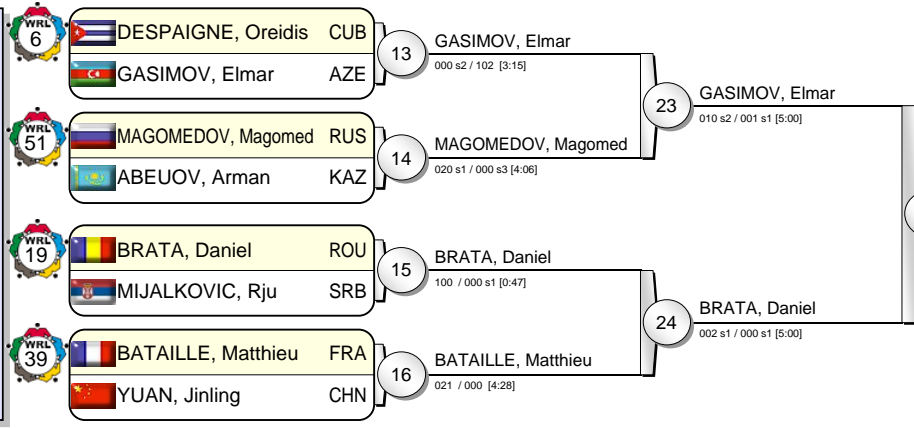 WRL
6
DESPAIGNE, Oreidis CUB
GASIMOV, Elmar AZE
13
GASIMOV, Elmar
000 s2 / 102 [3:15]
WRL
51
MAGOMEDOV, Magomed RUS
ABEUOV, Arman KAZ
14
MAGOMEDOV, Magomed
020 s1 / 000 s3 [4:06]
23
GASIMOV, Elmar
010 s2 / 001 s1 [5:00]
WRL
19
BRATA, Daniel ROU
MIJALKOVIC, Rju SRB
15
BRATA, Daniel
100 / 000 s1 [0:47]
WRL
39
BATAILLE, Matthieu FRA
YUAN, Jinling CHN
16
BATAILLE, Matthieu
021 / 000 [4:28]
24
BRATA, Daniel
002 s1 / 000 s1 [5:00]